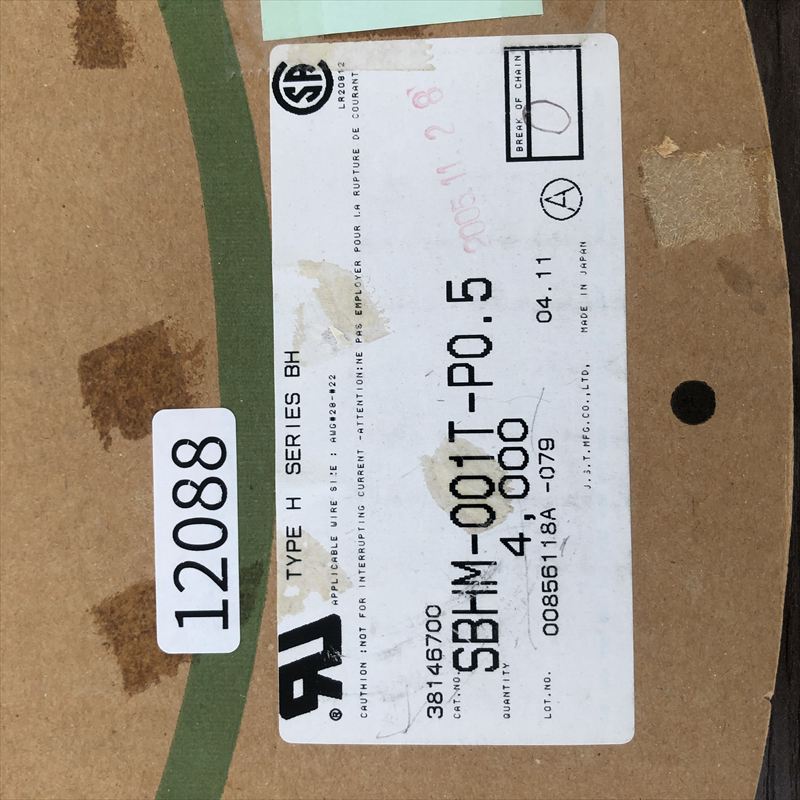 12088
SA
LR20812
TYPE H SERIES BH
APPLICABLE WIRE SIZE : AWG#28-#22
CAUTHION :NOT FOR INTERRUPTING CURRENT -ATTENTION:NE PAS EMPLOYER POUR LA RUPTURE DE COURANT
38146700
CAT.NO. SBHM-001T-P0.5
QUANTITY 4,000
LOT.NO. 00856118A -079 04.11
J.S.T.MFG.CO.,LTD, MADE IN JAPAN
2005.11.28
BREAK OF CHAIN
0
A
®